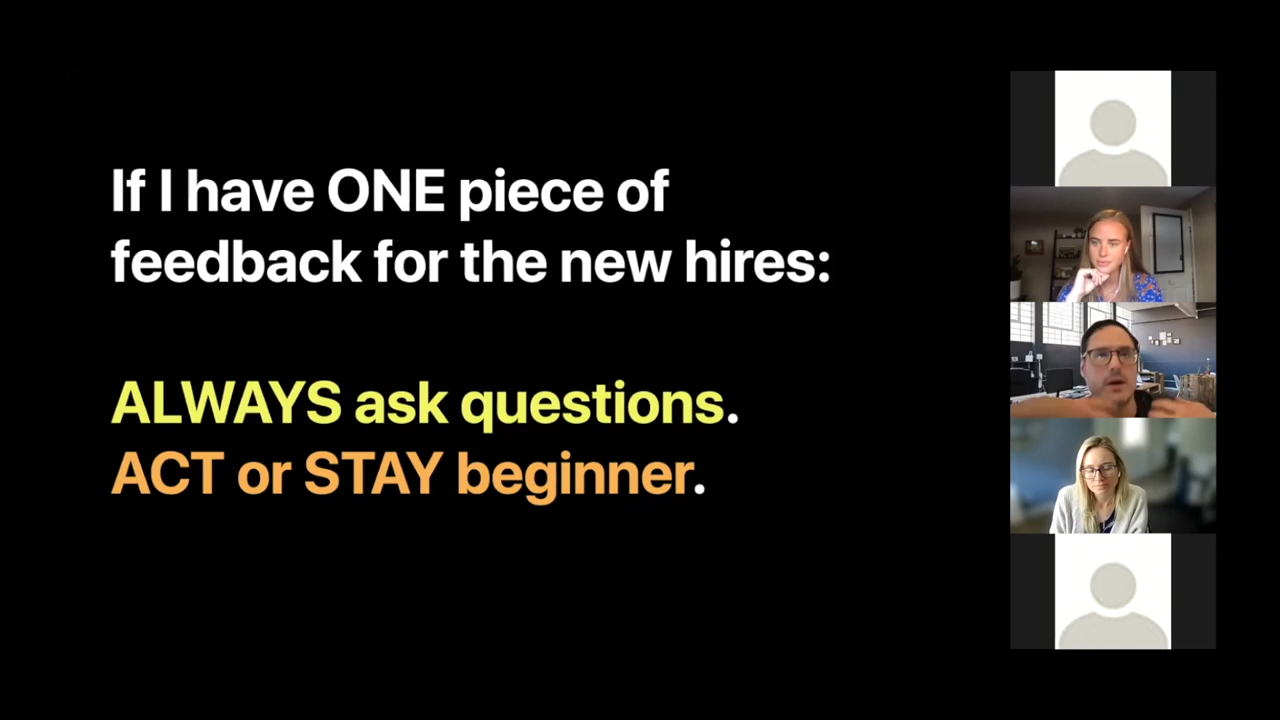 If I have ONE piece of
feedback for the new hires:
ALWAYS ask questions.
ACT or STAY beginner.